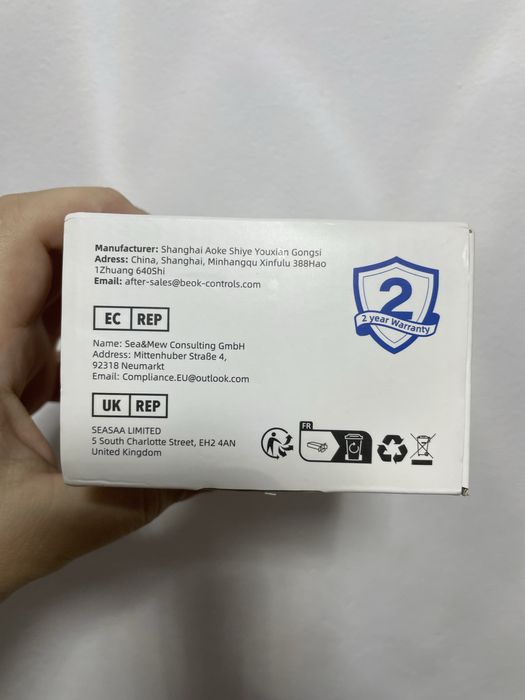 Manufacturer: Shanghai Aoke Shiye Youxian Gongsi
Adress: China, Shanghai, Minhangqu Xinfulu 388Hao
1Zhuang 640Shi
Email: after-sales@beok-controls.com
2
2 year Warranty
EC REP
Name: Sea&Mew Consulting GmbH
Address: Mittenhuber Straße 4,
92318 Neumarkt
Email: Compliance.EU@outlook.com
UK REP
SEASAA LIMITED
5 South Charlotte Street, EH2 4AN
United Kingdom
FR